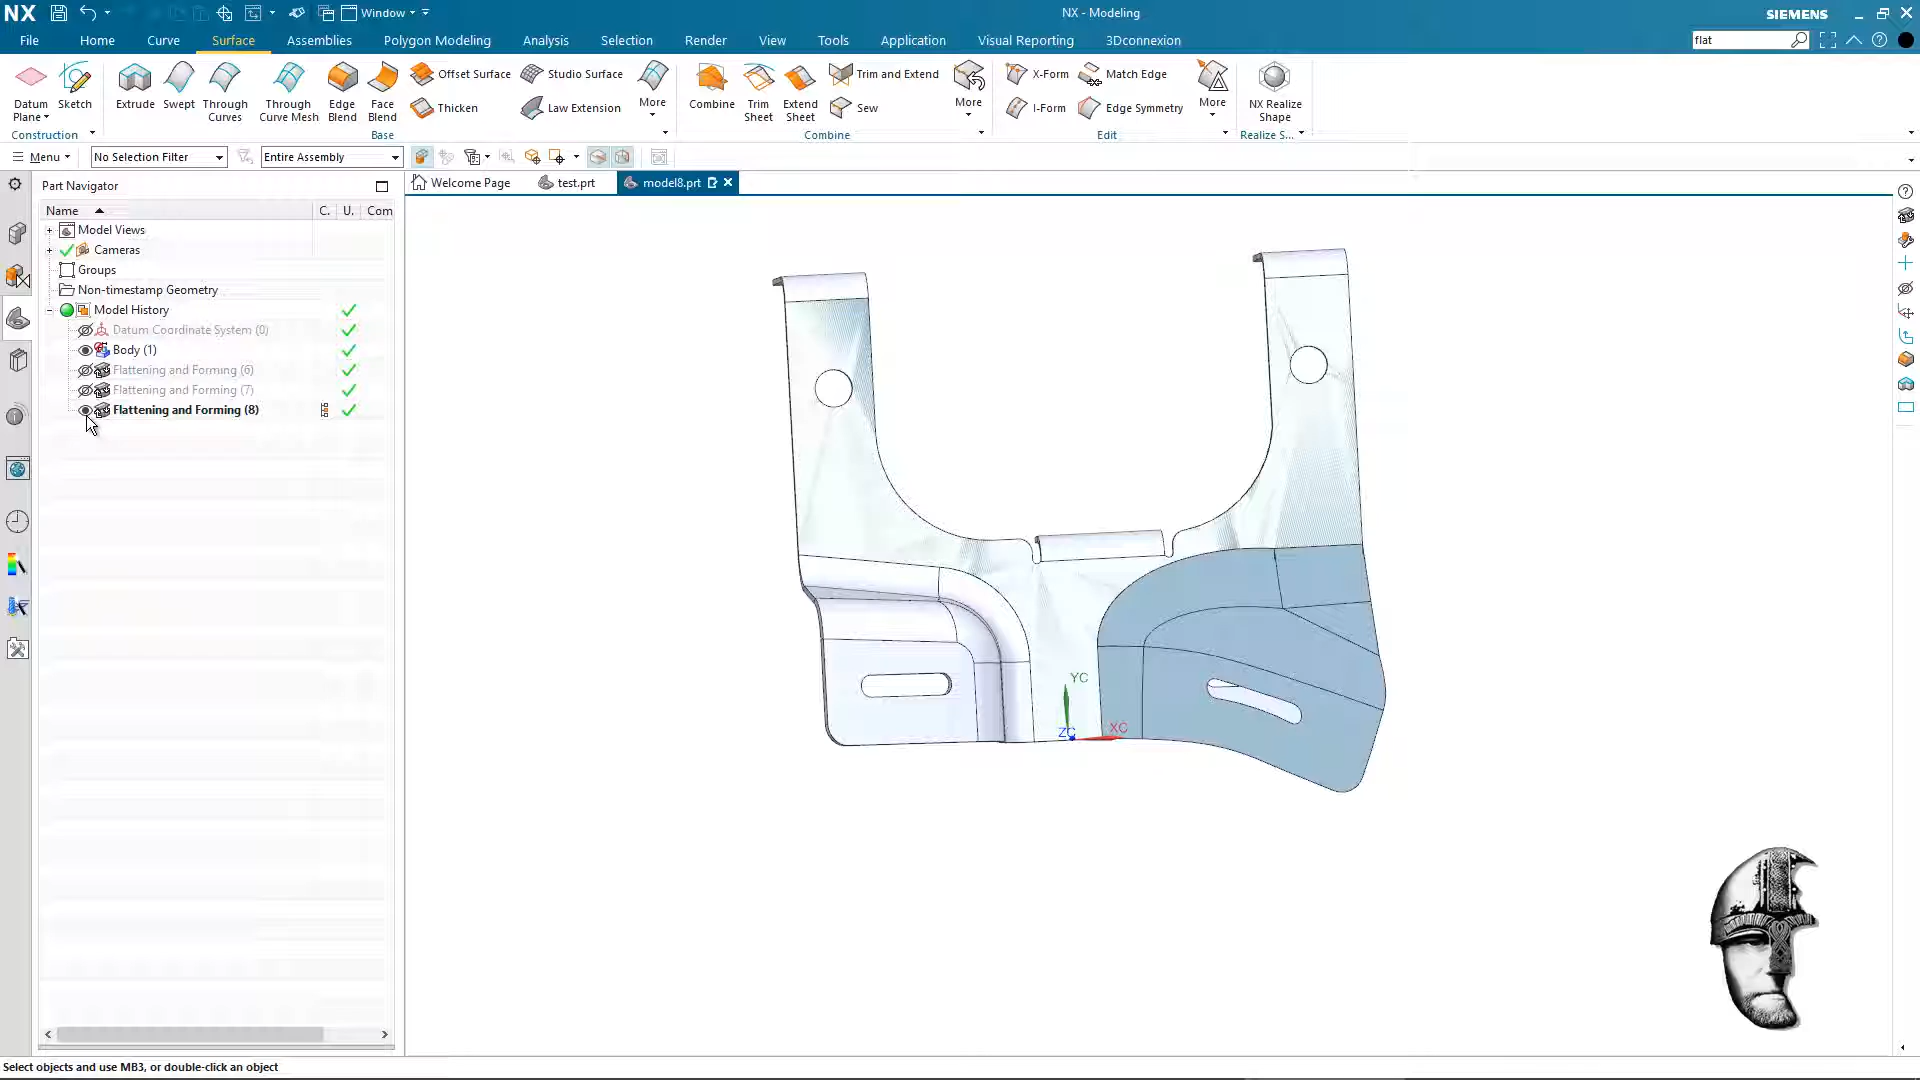 NX Window NX - Modeling SIEMENS
File Home Curve Surface Assemblies Polygon Modeling Analysis Selection Render View Tools Application Visual Reporting 3Dconnexion flat
Offset Surface Studio Surface Trim and Extend X-Form Match Edge
Datum Plane Sketch Extrude Swept Through Curves Through Curve Mesh Edge Blend Face Blend Thicken Law Extension More Combine Trim Sheet Extend Sheet Sew More I-Form Edge Symmetry More NX Realize Shape
Construction Base Combine Edit Realize S...
Menu No Selection Filter Entire Assembly
Part Navigator Welcome Page test.prt model8.prt
Name C. U. Com
Model Views
Cameras
Groups
Non-timestamp Geometry
Model History
Datum Coordinate System (0)
Body (1)
Flattening and Forming (6)
Flattening and Forming (7)
Flattening and Forming (8)
YC
ZC XC
Select objects and use MB3, or double-click an object